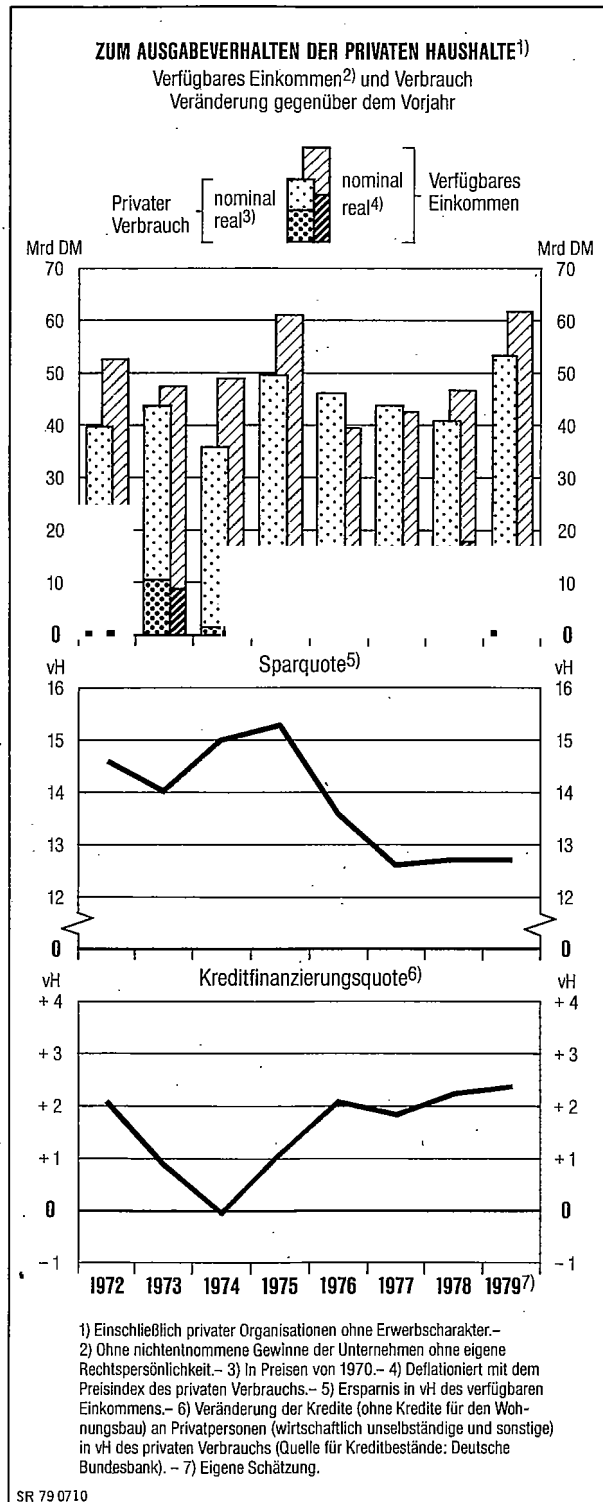 ZUM AUSGABEVERHALTEN DER PRIVATEN HAUSHALTE1)
Verfügbares Einkommen2) und Verbrauch
Veränderung gegenüber dem Vorjahr
Privater Verbrauch
nominal
real3)
nominal
real4)
Verfügbares Einkommen
Mrd DM
Mrd DM
70
70
60
60
50
50
40
40
30
30
20
20
10
10
0
0
vH
Sparquote5)
vH
16
16
15
15
14
14
13
13
12
12
0
0
vH
Kreditfinanzierungsquote6)
vH
+ 4
+ 4
+ 3
+ 3
+ 2
+ 2
+ 1
+ 1
0
0
– 1
– 1
1972 1973 1974 1975 1976 1977 1978 19797)
1) Einschließlich privater Organisationen ohne Erwerbscharakter.–
2) Ohne nichtentnommene Gewinne der Unternehmen ohne eigene
Rechtspersönlichkeit.– 3) In Preisen von 1970.– 4) Deflationiert mit dem
Preisindex des privaten Verbrauchs.– 5) Ersparnis in vH des verfügbaren
Einkommens.– 6) Veränderung der Kredite (ohne Kredite für den Woh-
nungsbau) an Privatpersonen (wirtschaftlich unselbständige und sonstige)
in vH des privaten Verbrauchs (Quelle für Kreditbestände: Deutsche
Bundesbank). – 7) Eigene Schätzung.
SR 79 0710